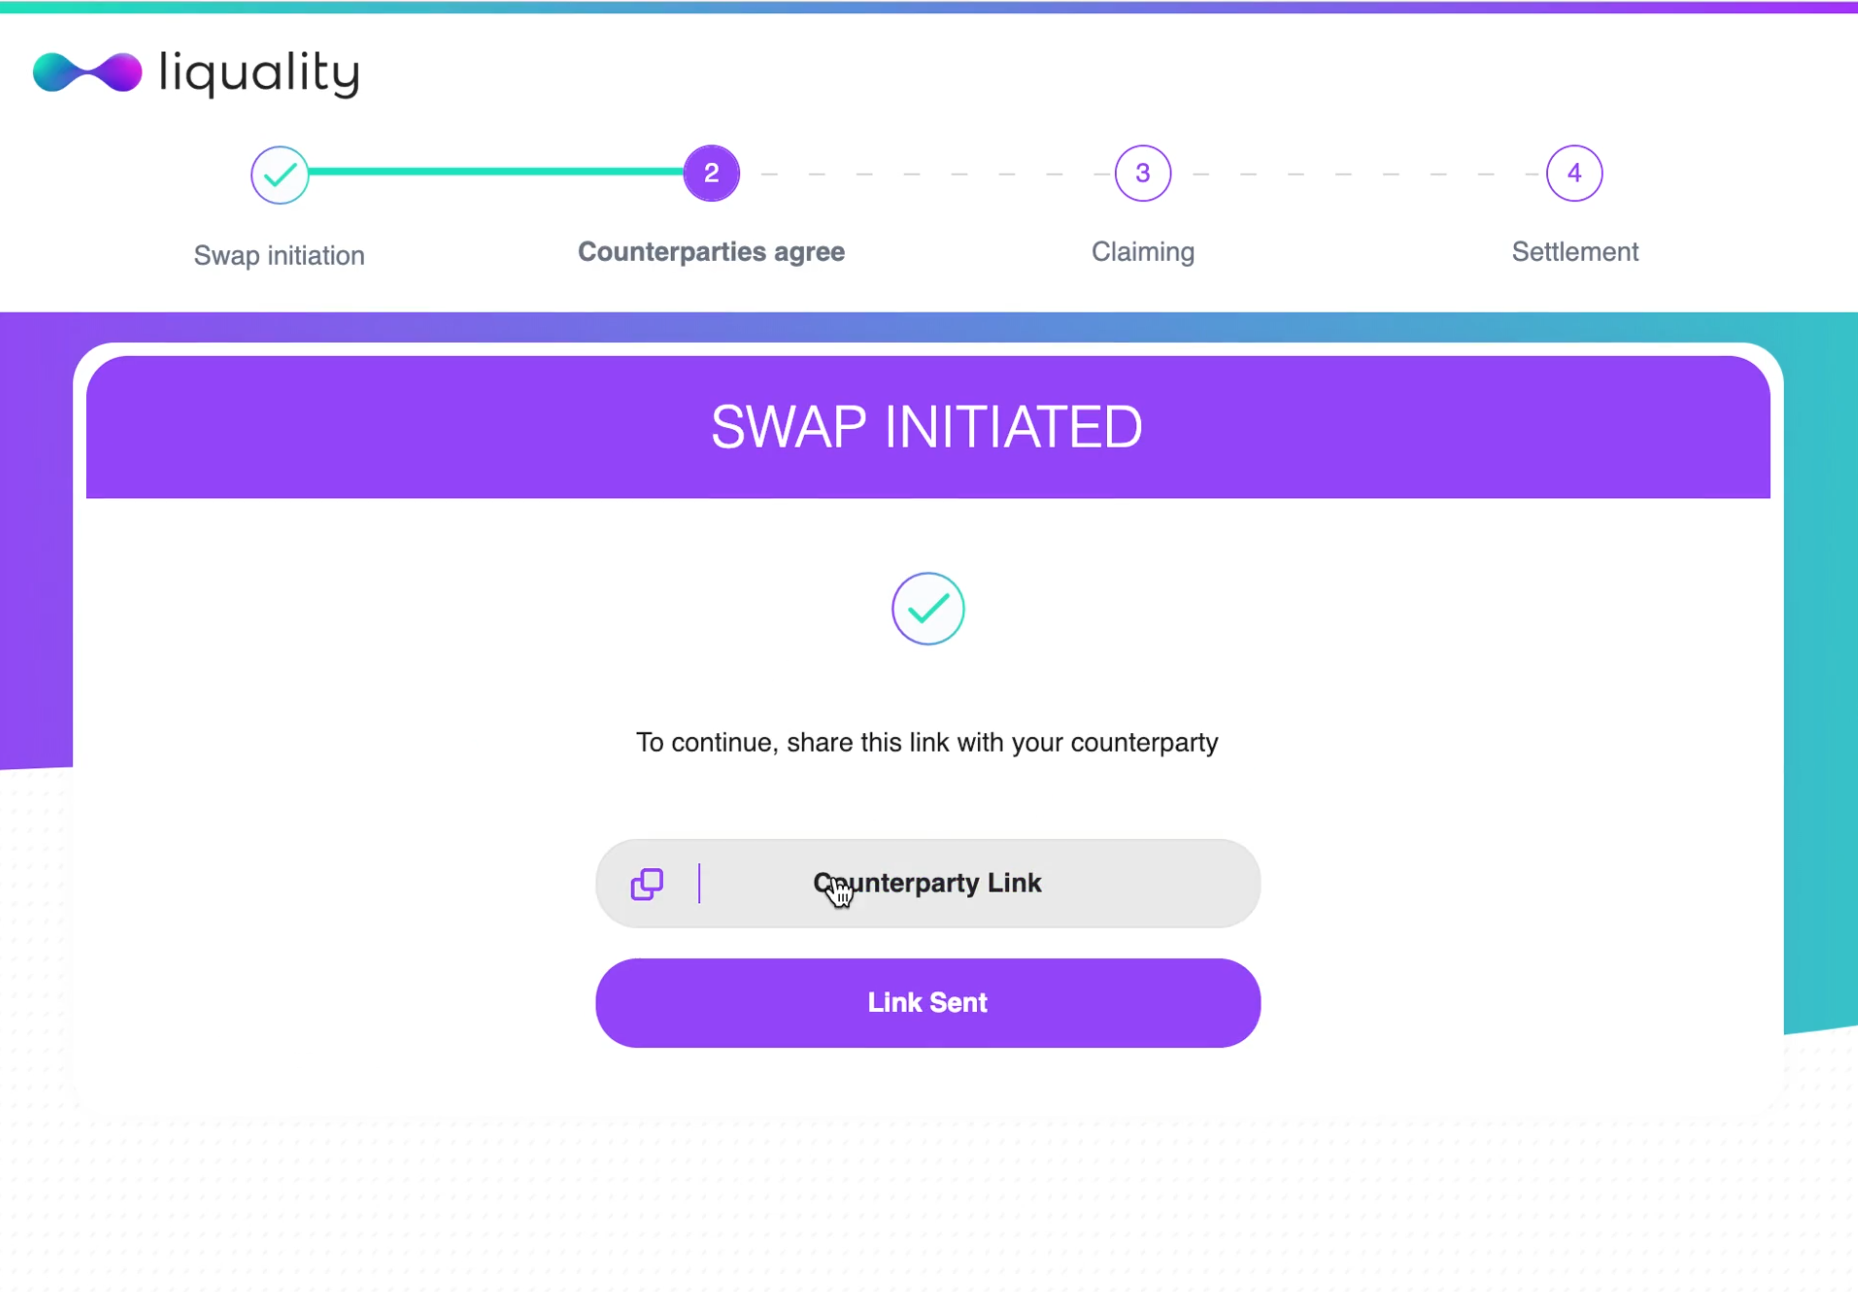 liquality
2
3
4
Swap initiation
Counterparties agree
Claiming
Settlement
SWAP INITIATED
To continue, share this link with your counterparty
Counterparty Link
Link Sent